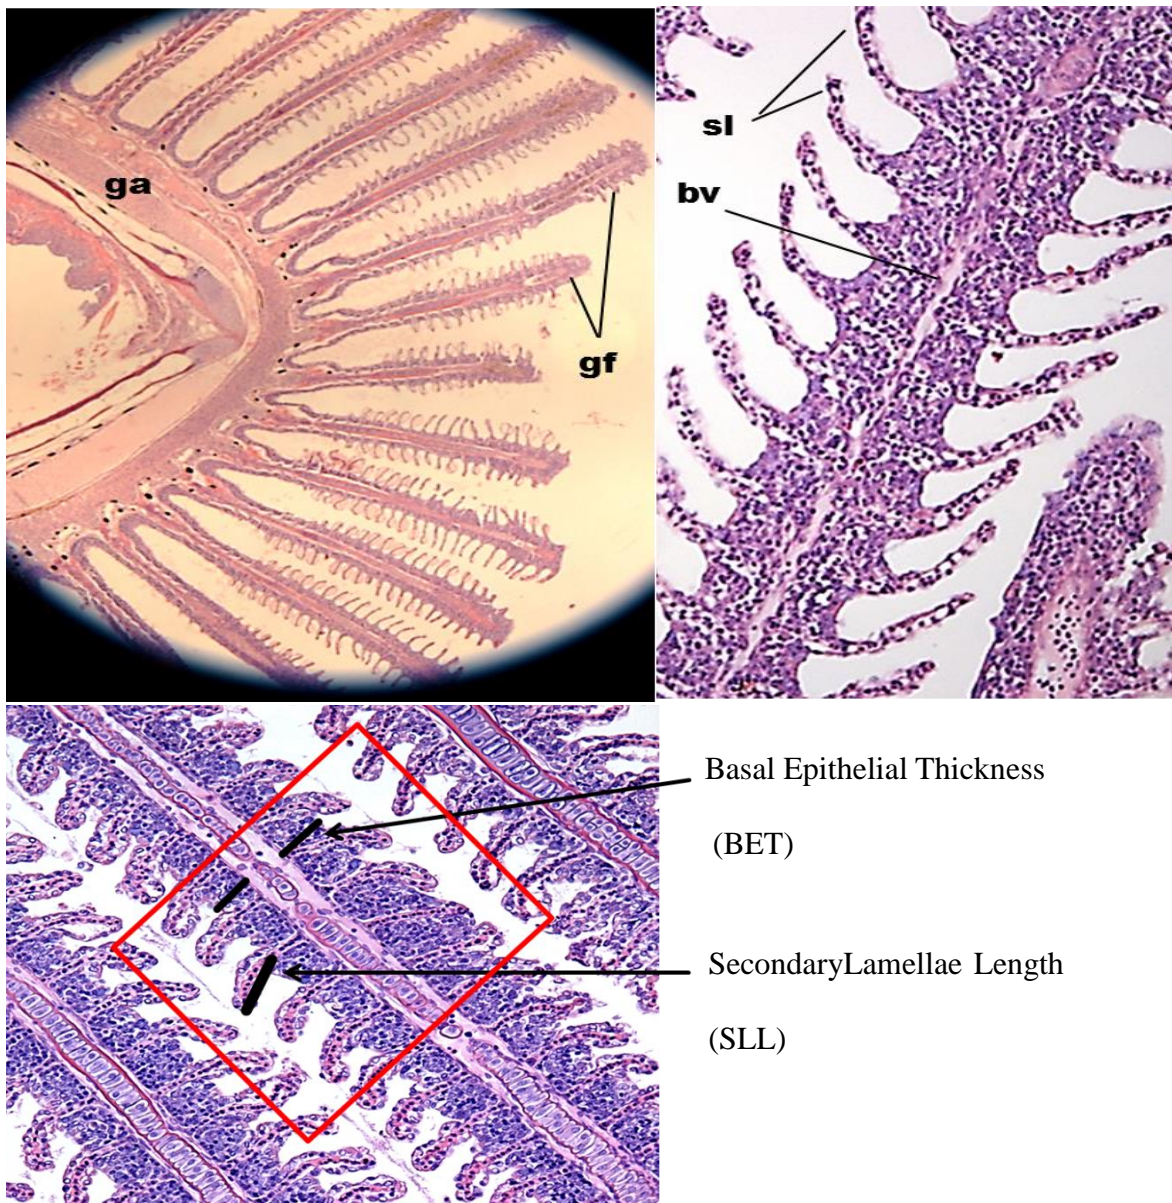 ga
gf
sl
bv
Basal Epithelial Thickness
(BET)
SecondaryLamellae Length
(SLL)